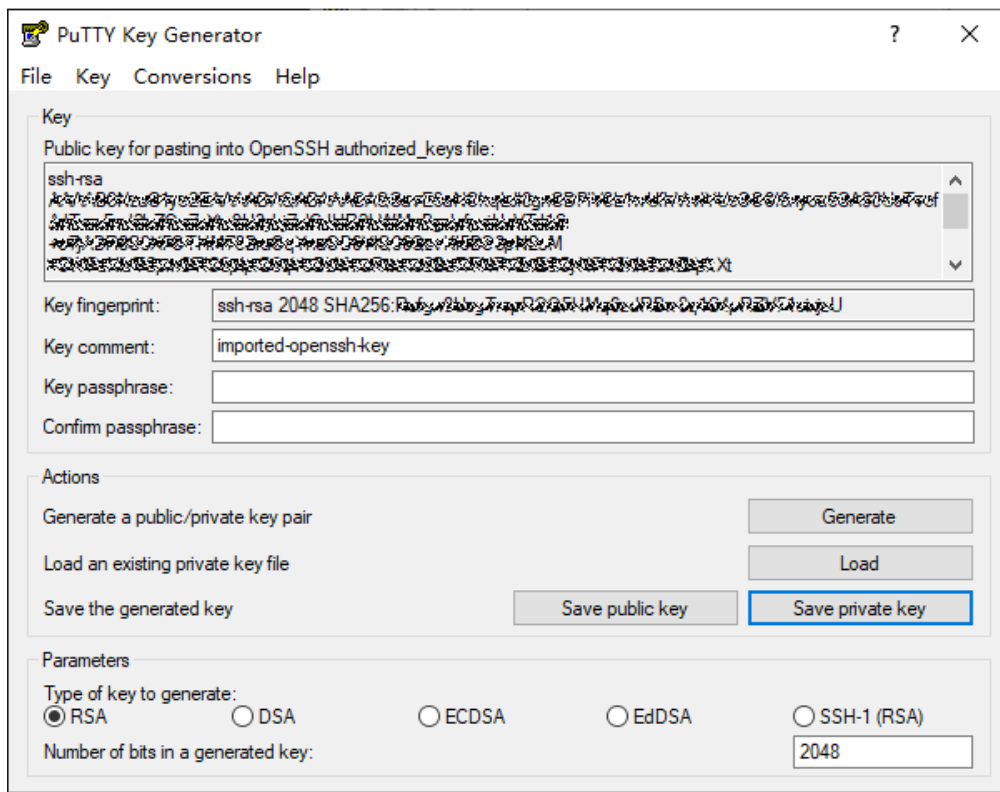 PuTTY Key Generator
? 
File Key Conversions Help
Key
Public key for pasting into OpenSSH authorized_keys file:
ssh-rsa
Xt
Key fingerprint: ssh-rsa 2048 SHA256:
Key comment: imported-openssh-key
Key passphrase:
Confirm passphrase:
Actions
Generate a public/private key pair Generate
Load an existing private key file Load
Save the generated key Save public key Save private key
Parameters
Type of key to generate:
RSA DSA ECDSA EdDSA SSH-1 (RSA)
Number of bits in a generated key: 2048